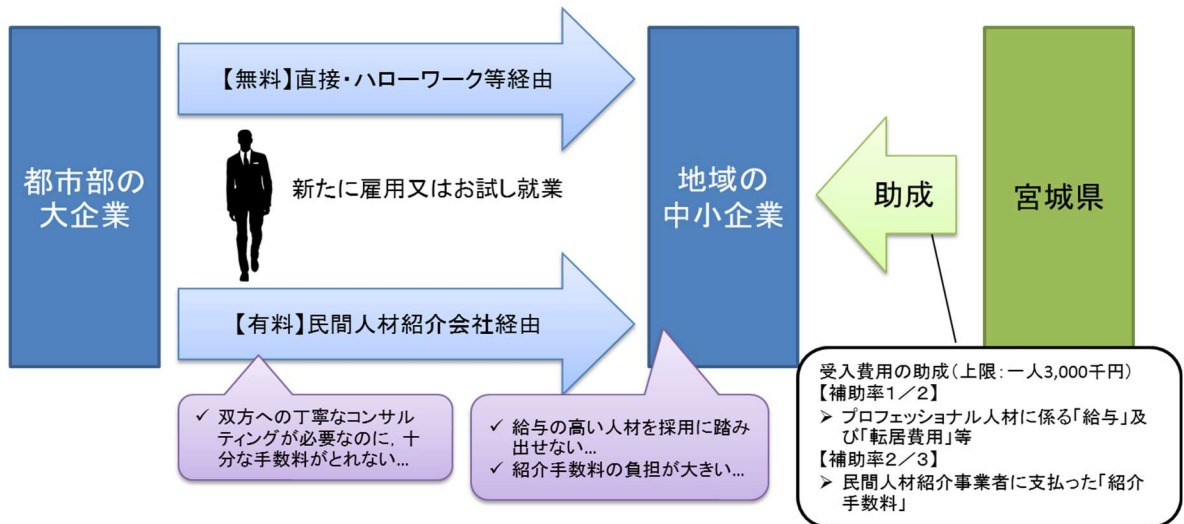 【無料】直接・ハローワーク等経由
都市部の
大企業
新たに雇用又はお試し就業
地域の
中小企業
助成
宮城県
【有料】民間人材紹介会社経由
✓ 双方への丁寧なコンサル
ティングが必要なのに，十
分な手数料がとれない…
✓ 給与の高い人材を採用に踏み
出せない…
✓ 紹介手数料の負担が大きい…
受入費用の助成（上限：一人3,000千円）
【補助率1／2】
➢ プロフェッショナル人材に係る「給与」及
び「転居費用」等
【補助率2／3】
➢ 民間人材紹介事業者に支払った「紹介
手数料」